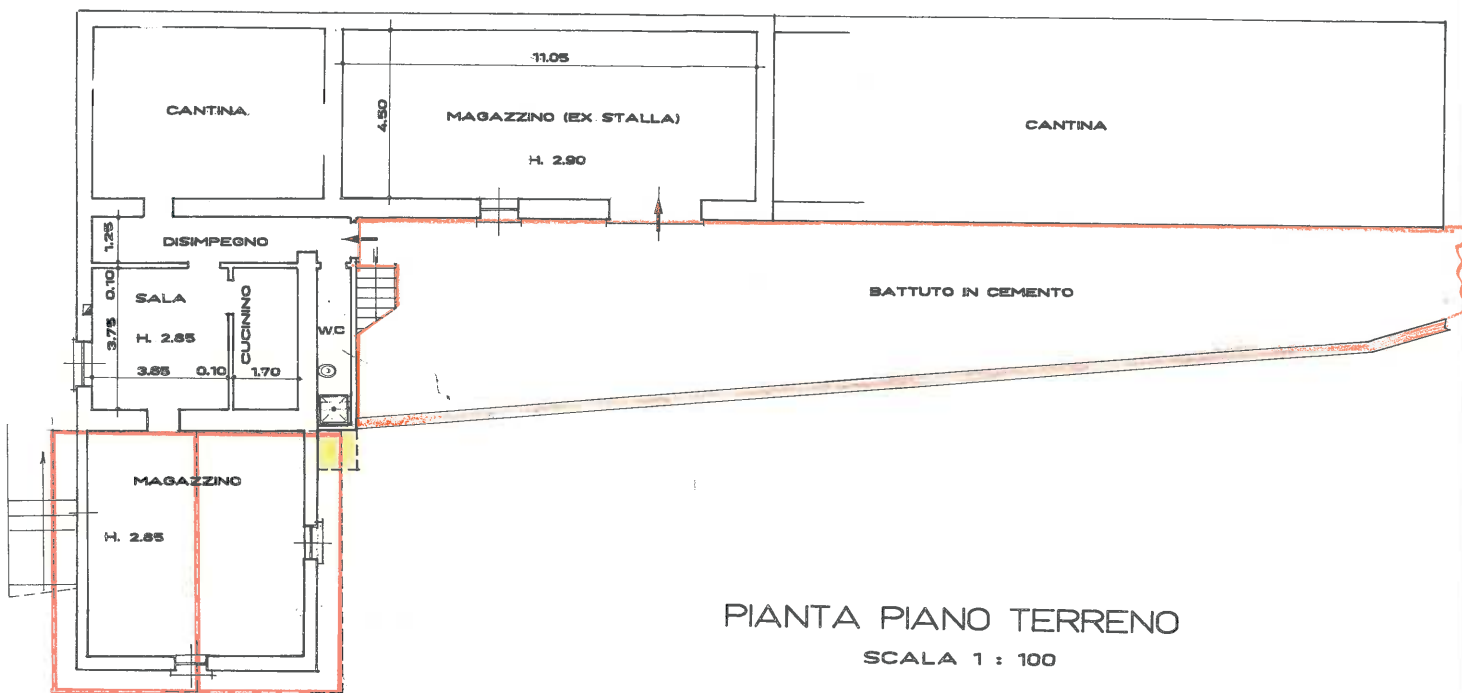 11.05
4.50
CANTINA.
MAGAZZINO (EX STALLA)
CANTINA
H. 2.90
1.25
DISIMPEGNO
0.10
SALA
CUCININO
BATTUTO IN CEMENTO
3.75
H. 2.85
W.C
3.85
0.10
1.70
MAGAZZINO
H. 2.85
PIANTA PIANO TERRENO
SCALA 1 : 100